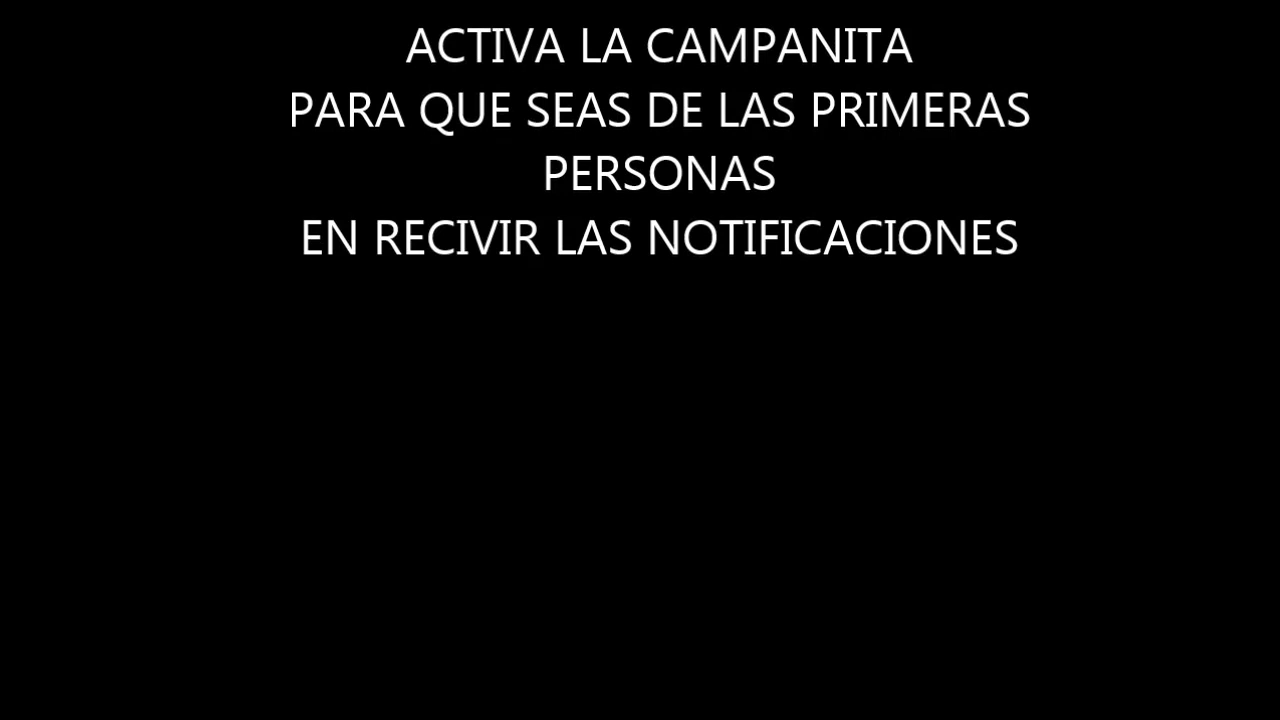 ACTIVA LA CAMPANITA
PARA QUE SEAS DE LAS PRIMERAS
PERSONAS
EN RECIVIR LAS NOTIFICACIONES